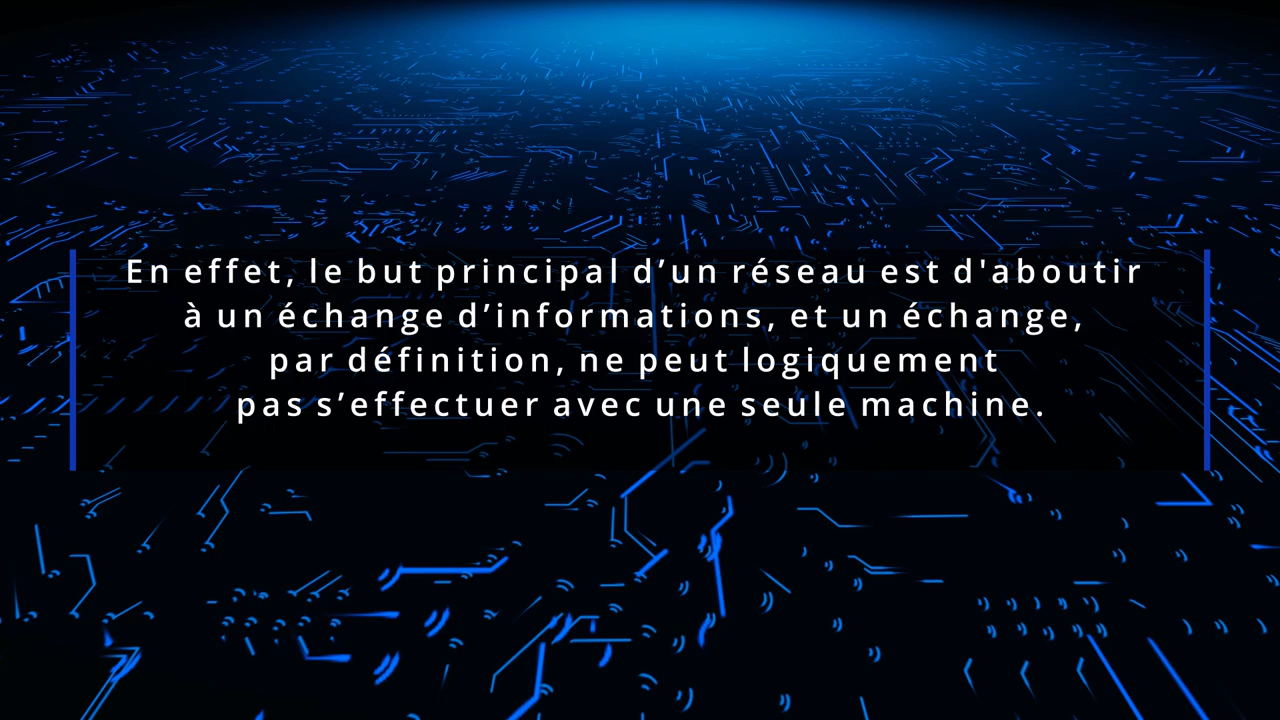 En effet, le but principal d’un réseau est d'aboutir
à un échange d’informations, et un échange,
par définition, ne peut logiquement
pas s’effectuer avec une seule machine.